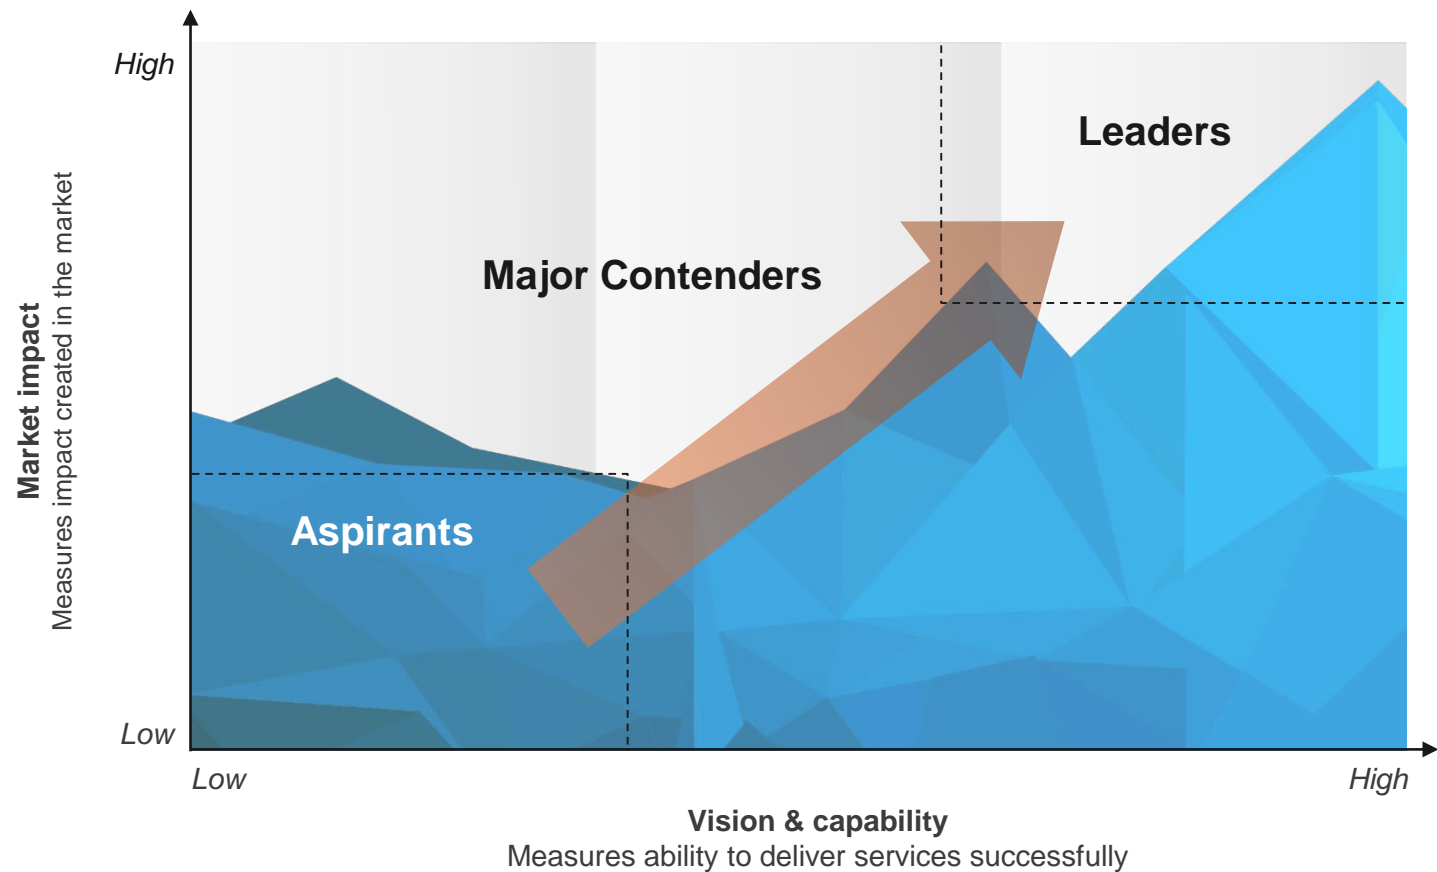 High
Leaders
Major Contenders
Market impact
Measures impact created in the market
Aspirants
Low
Low
High
Vision & capability
Measures ability to deliver services successfully